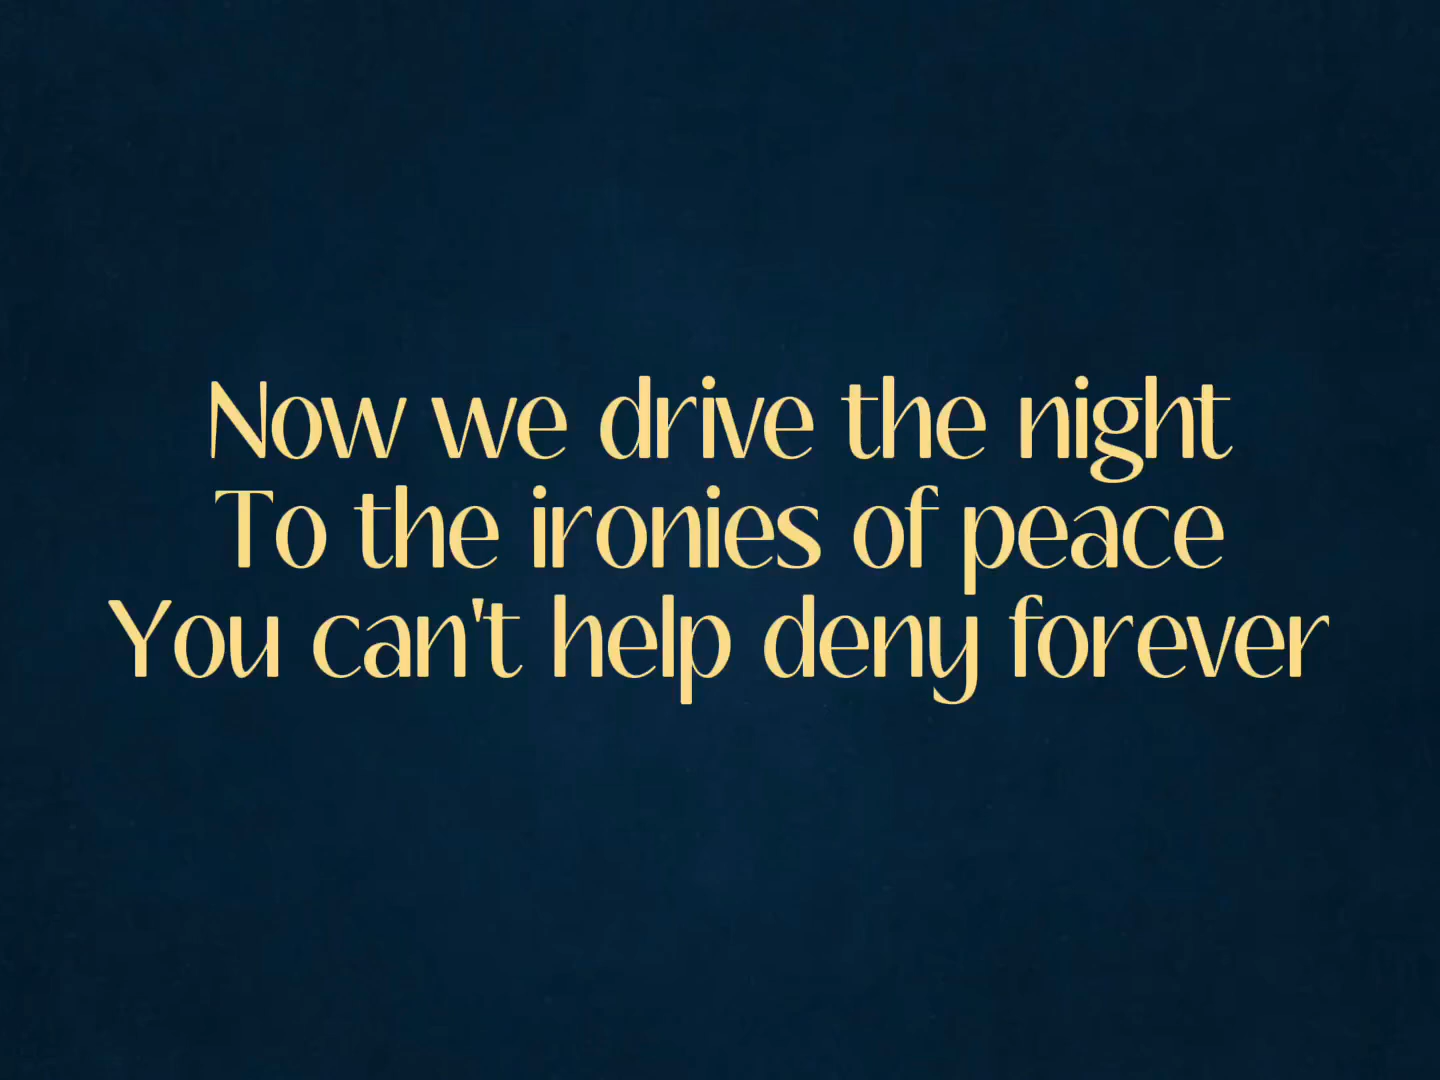 Now we drive the night
To the ironies of peace
You can't help deny forever